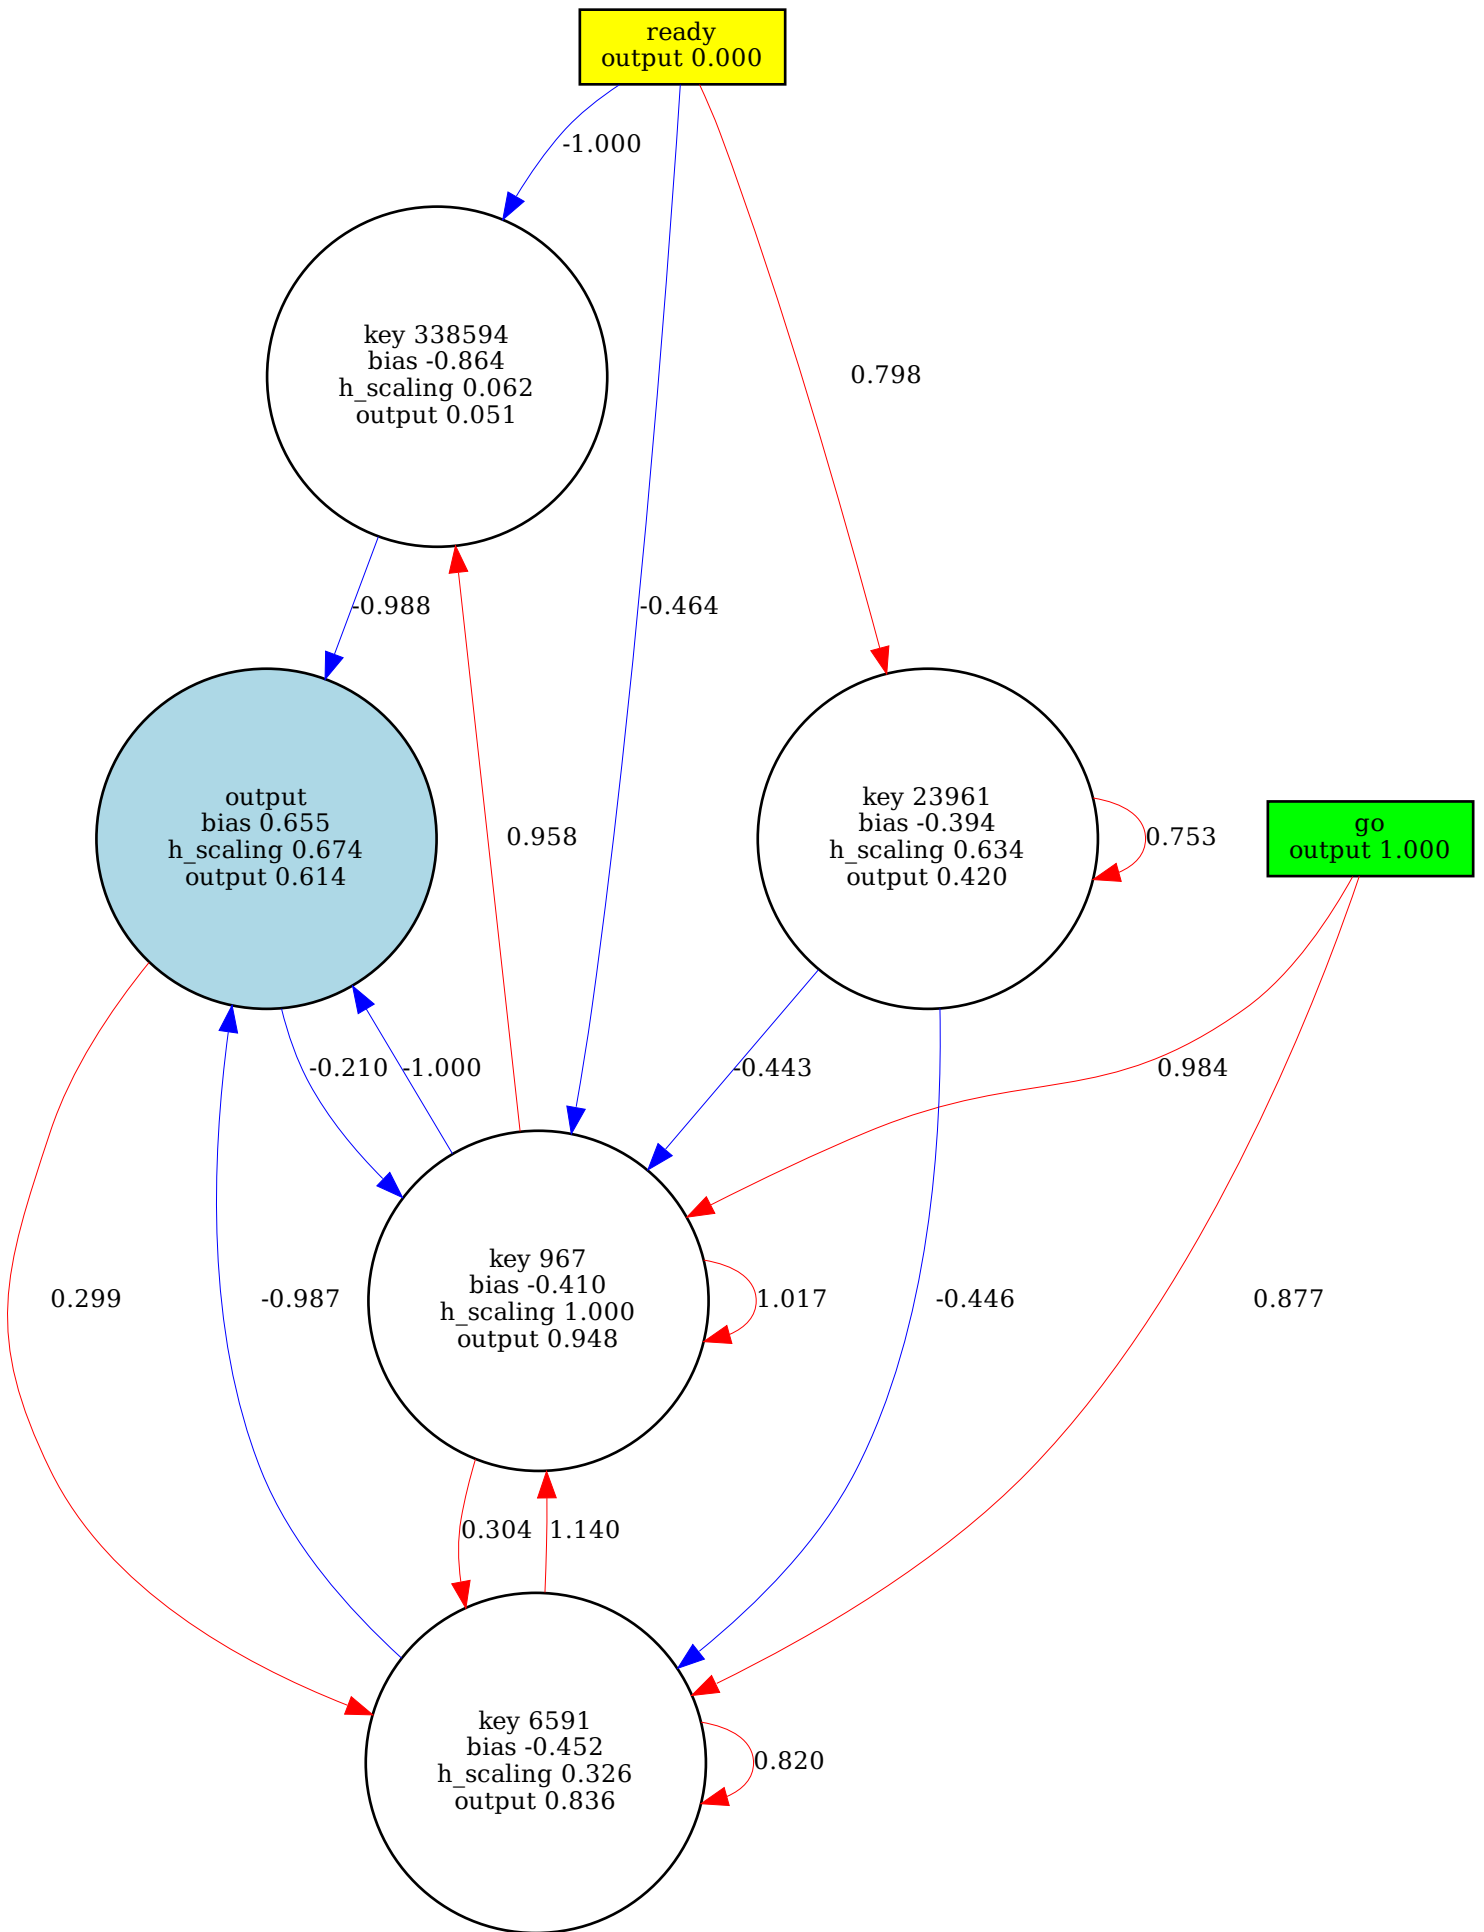 ready
output 0.000
-1.000
key 338594
bias -0.864
h_scaling 0.062
output 0.051
0.798
-0.988
-0.464
output
bias 0.655
h_scaling 0.674
output 0.614
0.958
key 23961
bias -0.394
h_scaling 0.634
output 0.420
0.753
go
output 1.000
-0.210
-1.000
-0.443
0.984
0.299
-0.987
key 967
bias -0.410
h_scaling 1.000
output 0.948
1.017
-0.446
0.877
0.304
1.140
key 6591
bias -0.452
h_scaling 0.326
output 0.836
0.820